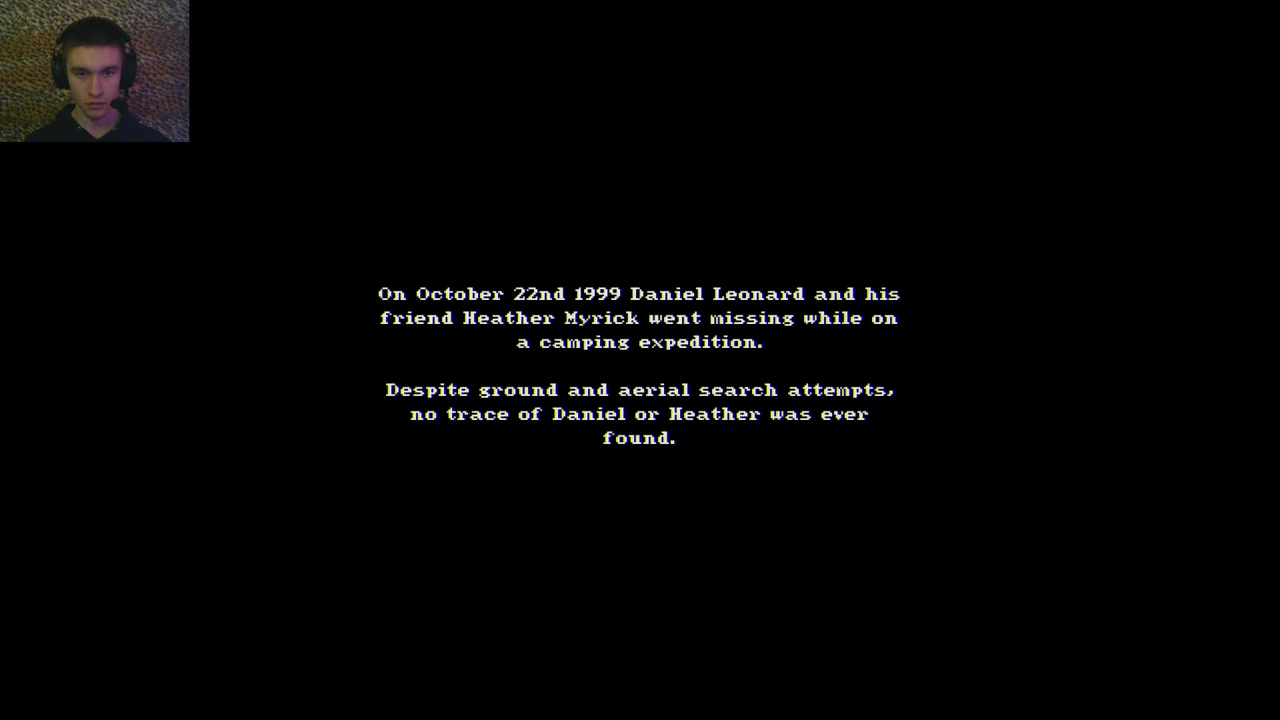 On October 22nd 1999 Daniel Leonard and his
friend Heather Myrick went missing while on
a camping expedition.
Despite ground and aerial search attempts,
no trace of Daniel or Heather was ever
found.